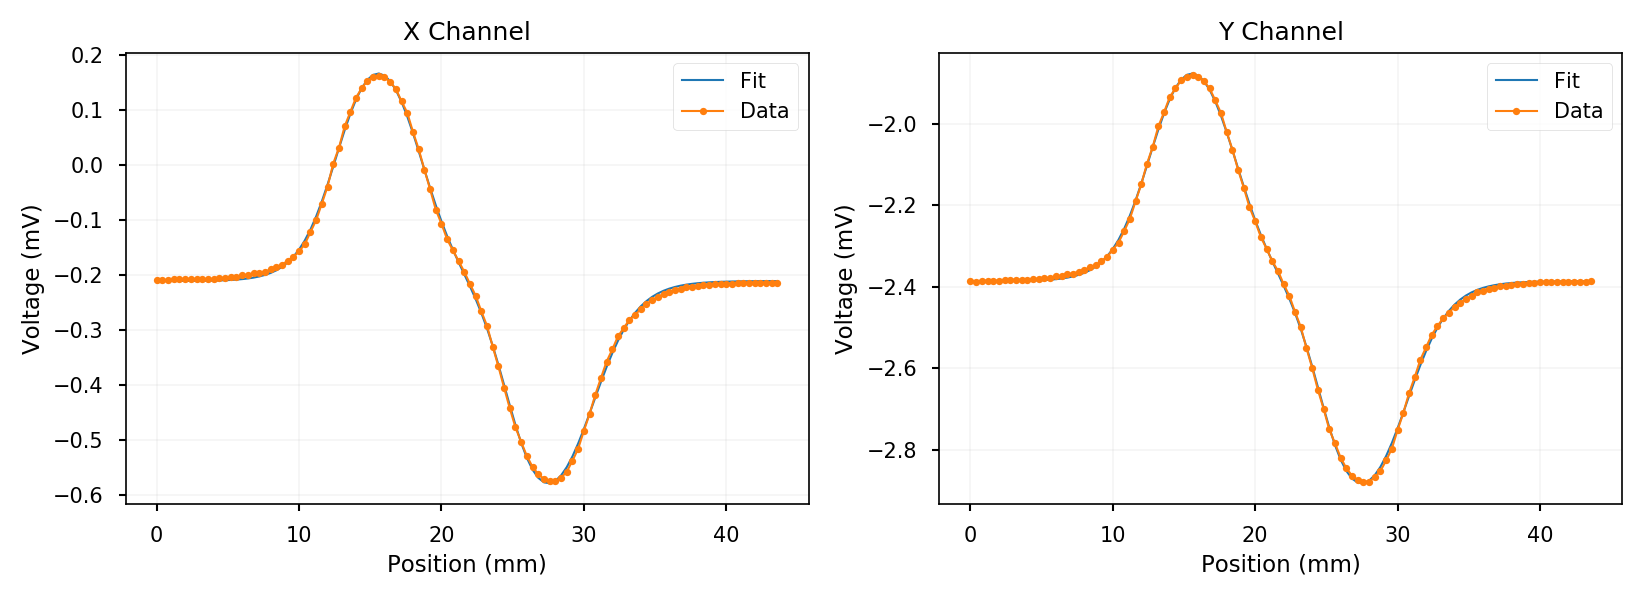 X Channel
Voltage (mV)
0.2
0.1
0.0
−0.1
−0.2
−0.3
−0.4
−0.5
−0.6
0
10
20
30
40
Position (mm)
Fit
Data
Y Channel
Voltage (mV)
−2.0
−2.2
−2.4
−2.6
−2.8
0
10
20
30
40
Position (mm)
Fit
Data